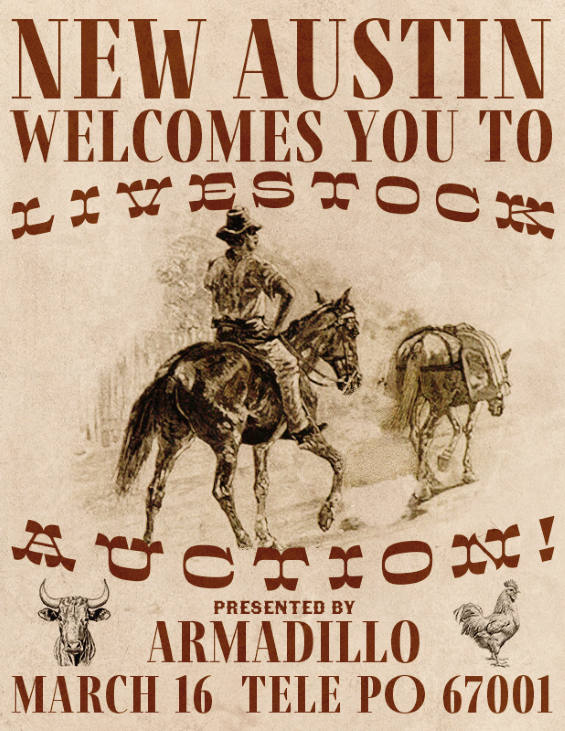 NEW AUSTIN
WELCOMES YOU TO
LIVESTOCK
AUCTION!
PRESENTED BY
ARMADILLO
MARCH 16 TELE PO 67001